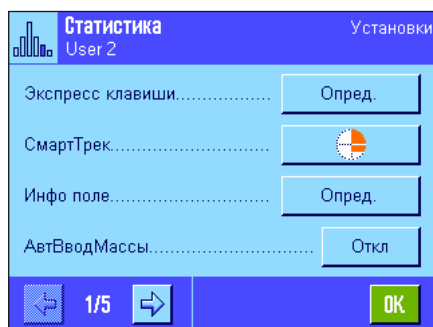 Статистика
Установки
User 2
Экспресс клавиши.................. Опред.
СмартТрек.............................
Инфо поле............................. Опред.
АвтВводМассы.............................. Откл
1/5
OK